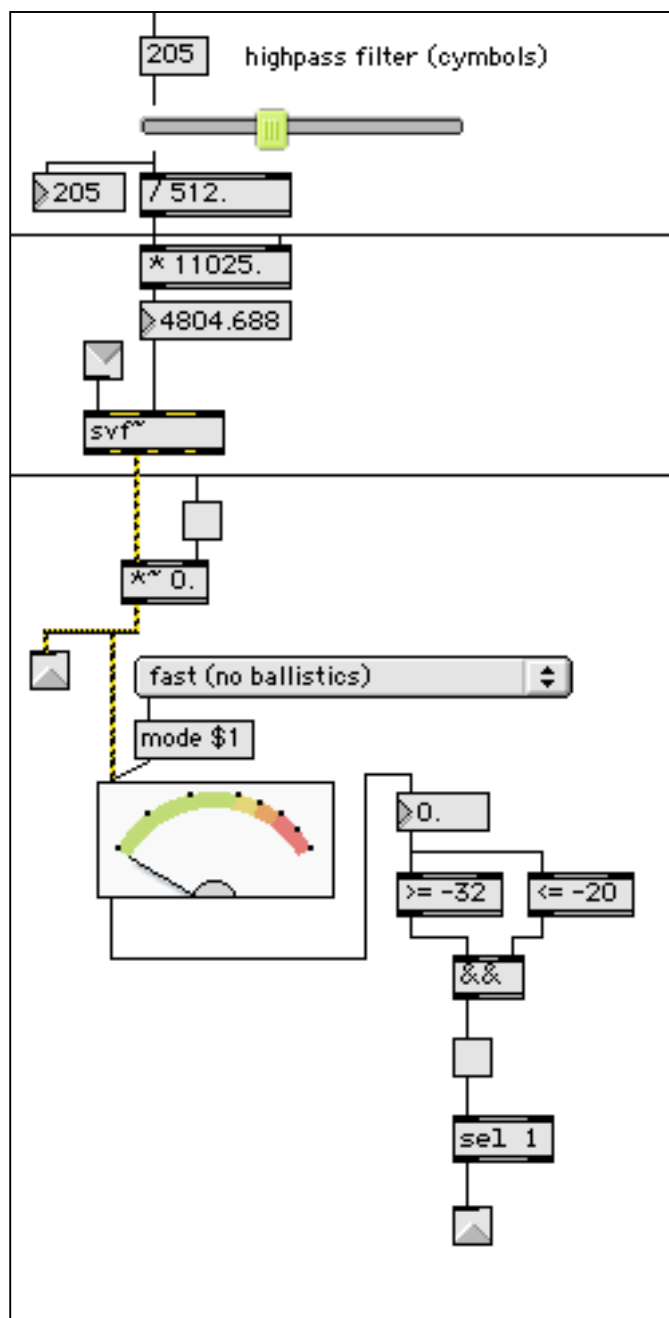 205
highpass filter (cymbols)
205
/ 512.
* 11025.
4804.688
svf~
*~ 0.
fast (no ballistics)
mode $1
0.
>= -32
<= -20
&&
sel 1